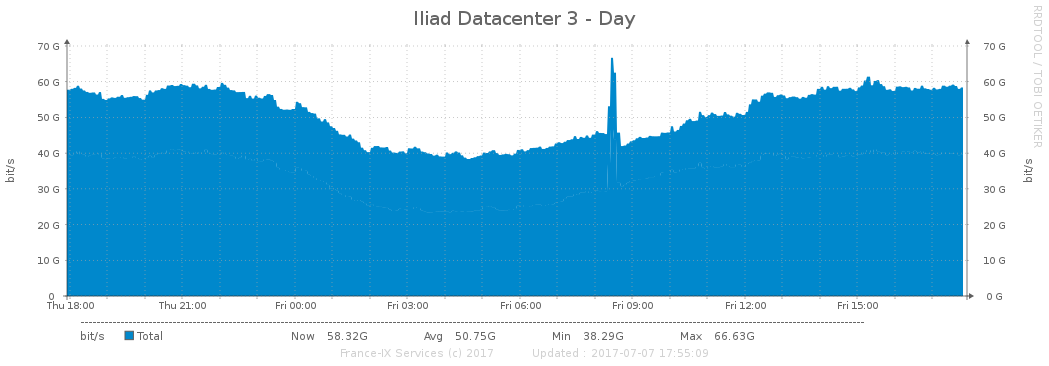 Iliad Datacenter 3 - Day
RRDTOOL / TOBI OETIKER
bit/s
bit/s
70 G
70 G
60 G
60 G
50 G
50 G
40 G
40 G
30 G
30 G
20 G
20 G
10 G
10 G
0
0 G
Thu 18:00 Thu 21:00 Fri 00:00 Fri 03:00 Fri 06:00 Fri 09:00 Fri 12:00 Fri 15:00
bit/s Total Now 58.32G Avg 50.75G Min 38.29G Max 66.63G
France-IX Services (c) 2017 Updated : 2017-07-07 17:55:09